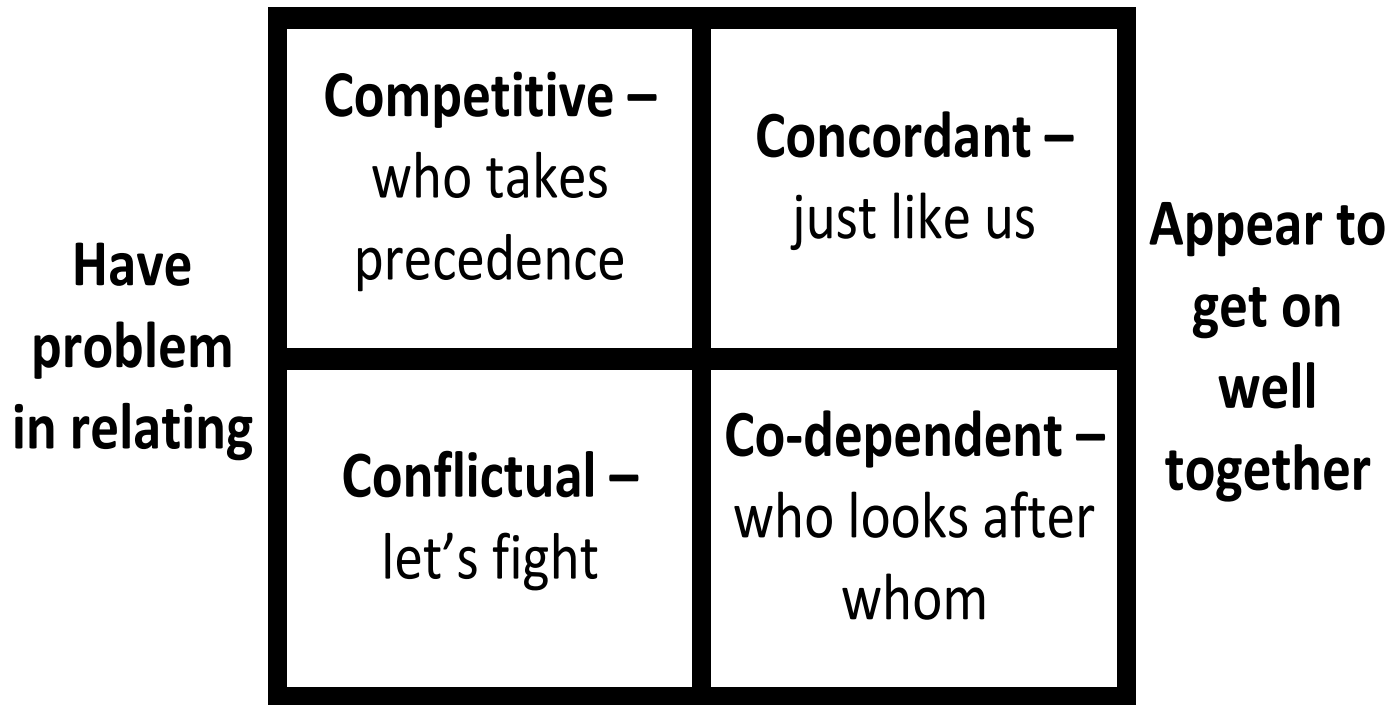 Have
problem
in relating
Competitive –
who takes
precedence
Concordant –
just like us
Conflictual –
let’s fight
Co-dependent –
who looks after
whom
Appear to
get on
well
together